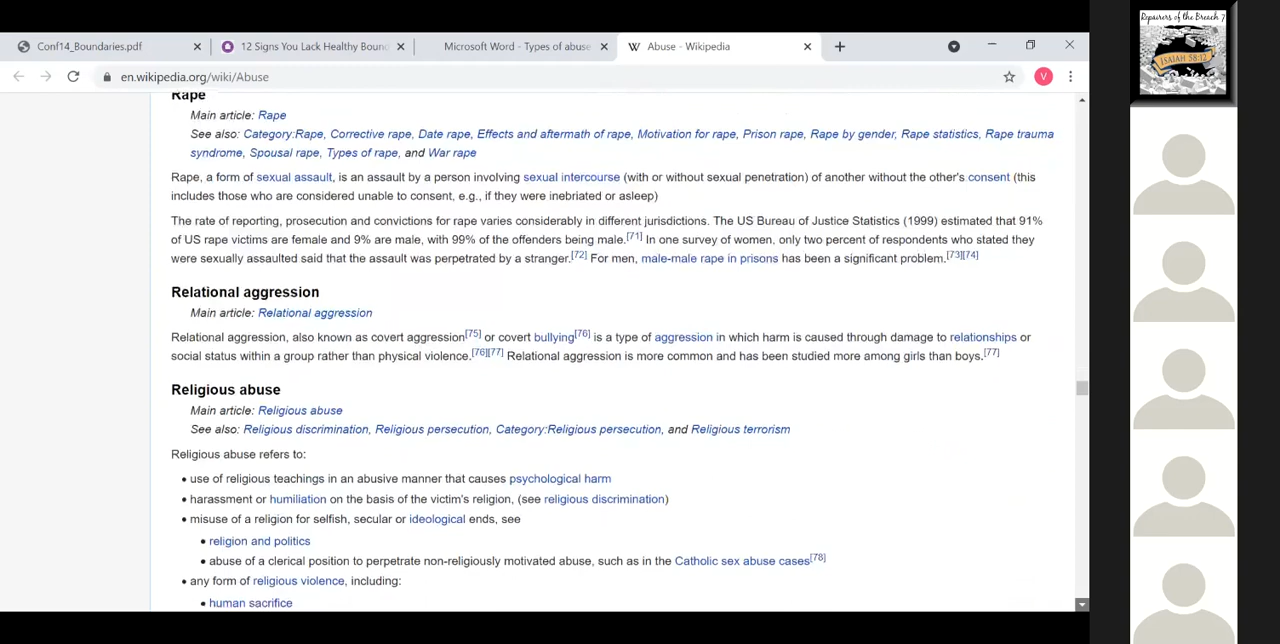 Conf14_Boundaries.pdf
12 Signs You Lack Healthy Bound
Microsoft Word - Types of abuse
W Abuse - Wikipedia
en.wikipedia.org/wiki/Abuse
V
Repairers of the Breach 7
ISAIAH 58:12
Rape
Main article: Rape
See also: Category:Rape, Corrective rape, Date rape, Effects and aftermath of rape, Motivation for rape, Prison rape, Rape by gender, Rape statistics, Rape trauma
syndrome, Spousal rape, Types of rape, and War rape
Rape, a form of sexual assault, is an assault by a person involving sexual intercourse (with or without sexual penetration) of another without the other's consent (this
includes those who are considered unable to consent, e.g., if they were inebriated or asleep)
The rate of reporting, prosecution and convictions for rape varies considerably in different jurisdictions. The US Bureau of Justice Statistics (1999) estimated that 91%
of US rape victims are female and 9% are male, with 99% of the offenders being male.[71] In one survey of women, only two percent of respondents who stated they
were sexually assaulted said that the assault was perpetrated by a stranger.[72] For men, male-male rape in prisons has been a significant problem.[73][74]
Relational aggression
Main article: Relational aggression
Relational aggression, also known as covert aggression[75] or covert bullying[76] is a type of aggression in which harm is caused through damage to relationships or
social status within a group rather than physical violence.[76][77] Relational aggression is more common and has been studied more among girls than boys.[77]
Religious abuse
Main article: Religious abuse
See also: Religious discrimination, Religious persecution, Category:Religious persecution, and Religious terrorism
Religious abuse refers to:
• use of religious teachings in an abusive manner that causes psychological harm
• harassment or humiliation on the basis of the victim's religion, (see religious discrimination)
• misuse of a religion for selfish, secular or ideological ends, see
• religion and politics
• abuse of a clerical position to perpetrate non-religiously motivated abuse, such as in the Catholic sex abuse cases[78]
• any form of religious violence, including:
• human sacrifice